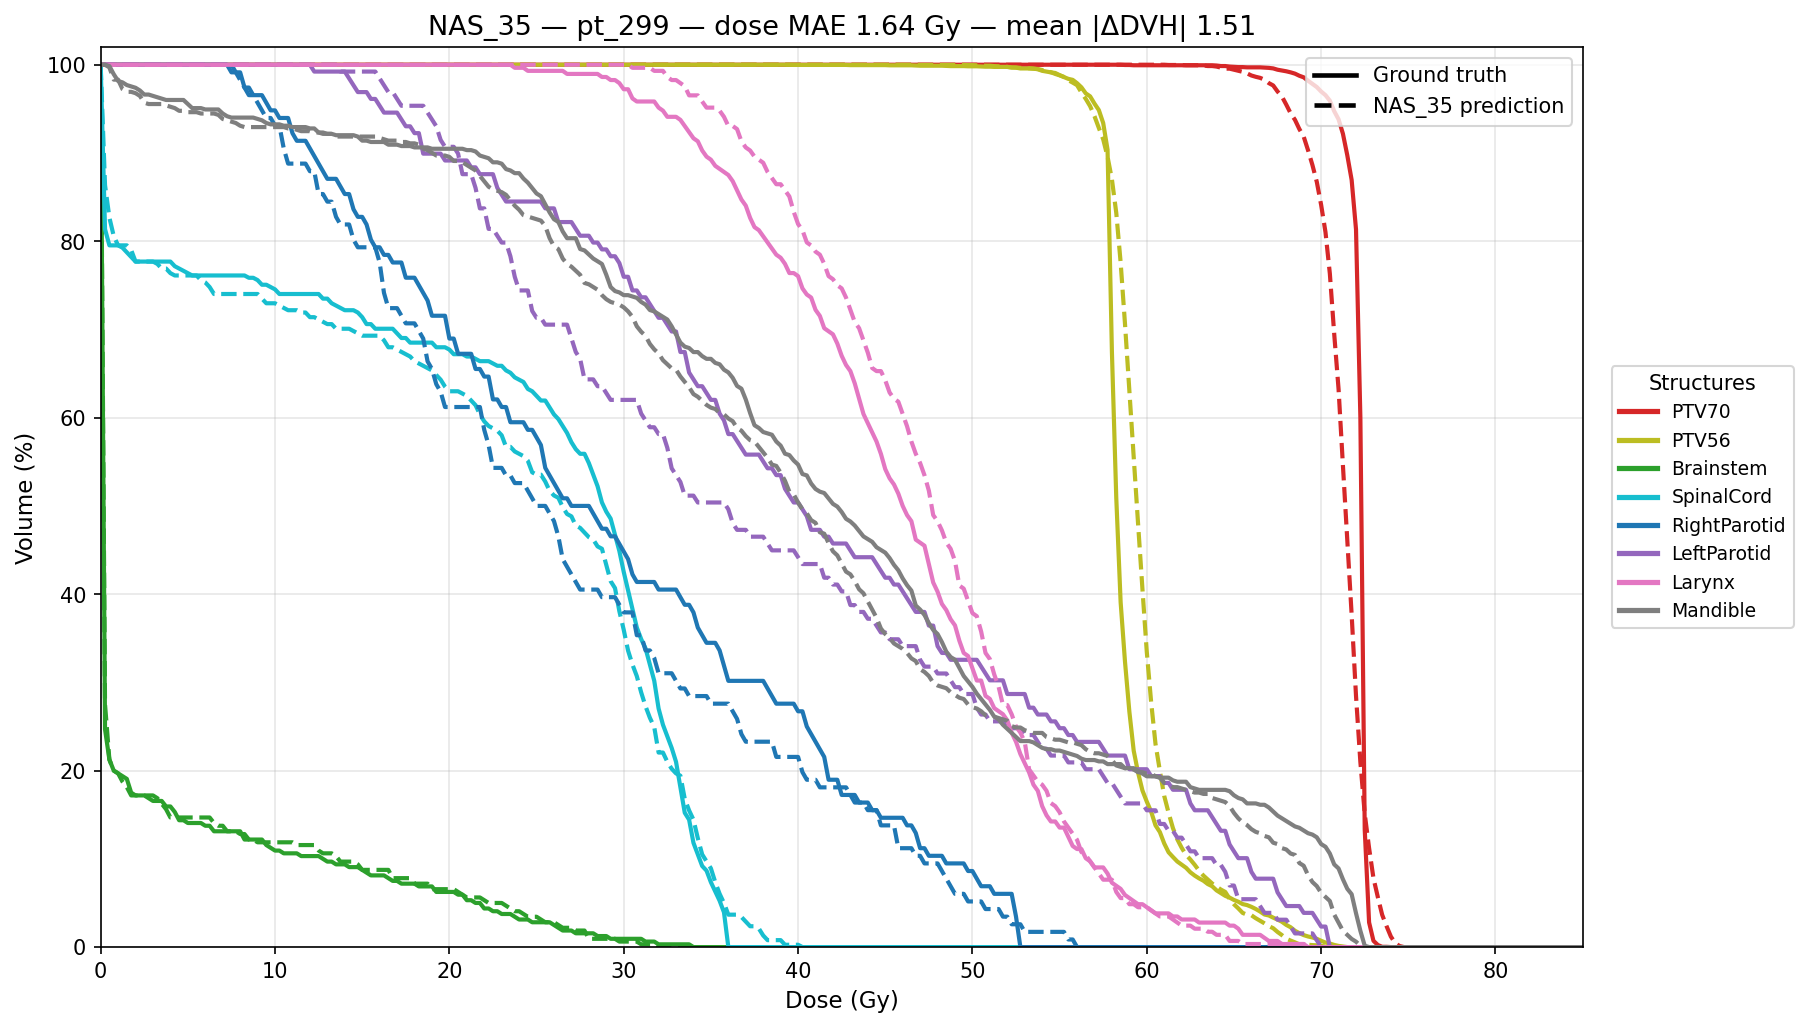 NAS_35 — pt_299 — dose MAE 1.64 Gy — mean |ΔDVH| 1.51
Ground truth
NAS_35 prediction
Volume (%)
100
80
60
40
20
0
0 10 20 30 40 50 60 70 80
Dose (Gy)
Structures
PTV70
PTV56
Brainstem
SpinalCord
RightParotid
LeftParotid
Larynx
Mandible